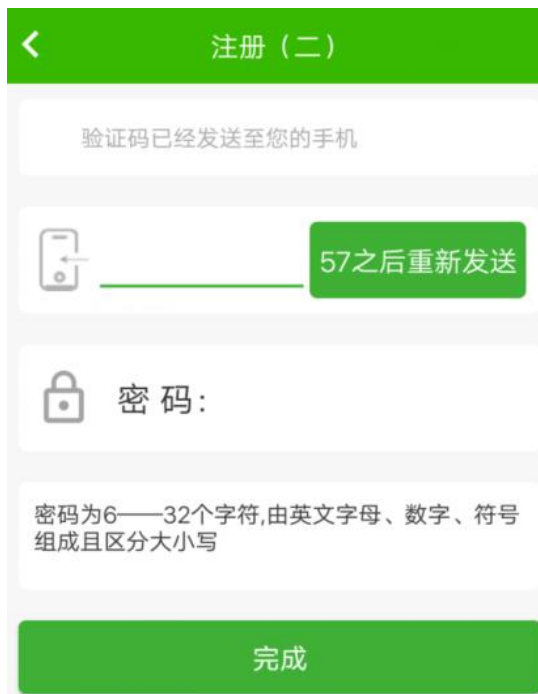 注册（二）
验证码已经发送至您的手机
57之后重新发送
密 码：
密码为6——32个字符,由英文字母、数字、符号
组成且区分大小写
完成